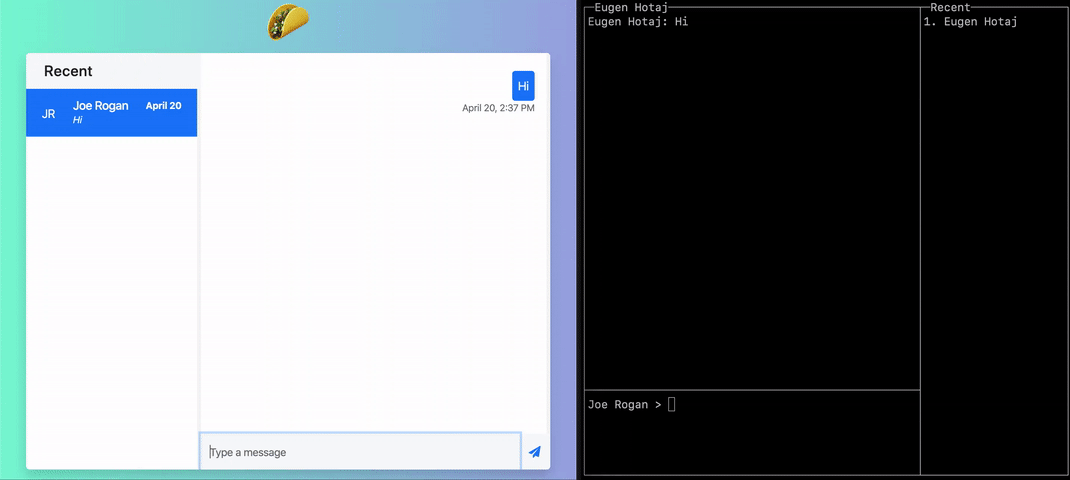 Recent
JR
Joe Rogan
April 20
Hi
Hi
April 20, 2:37 PM
Type a message
Eugen Hotaj
Eugen Hotaj: Hi
Joe Rogan >
Recent
1. Eugen Hotaj